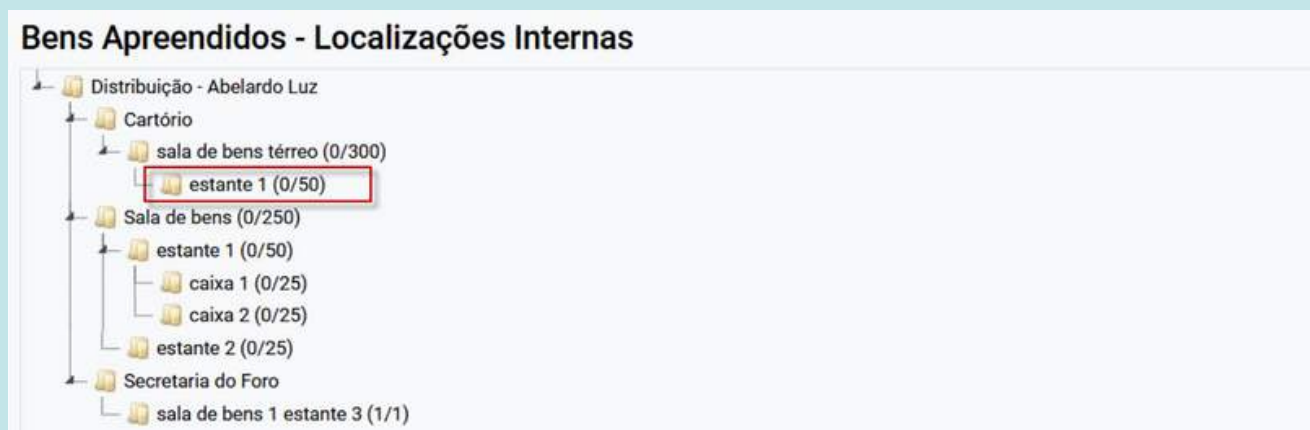 Bens Apreendidos - Localizações Internas
Distribuição - Abelardo Luz
Cartório
sala de bens térreo (0/300)
estante 1 (0/50)
Sala de bens (0/250)
estante 1 (0/50)
caixa 1 (0/25)
caixa 2 (0/25)
estante 2 (0/25)
Secretaria do Foro
sala de bens 1 estante 3 (1/1)